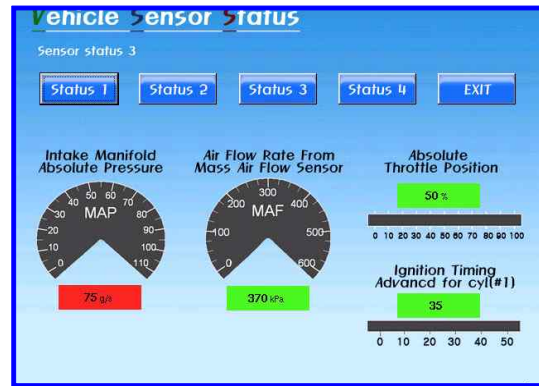 Vehicle Sensor Status
Sensor status 3
Status 1 Status 2 Status 3 Status 4 EXIT
Intake Manifold
Absolute Pressure
MAP
0 10 20 30 40 50 60 70 80 90 100 110
75 g/s
Air Flow Rate From
Mass Air Flow Sensor
MAF
0 100 200 300 400 500 600
370 kPa
Absolute
Throttle Position
50 %
0 10 20 30 40 50 60 70 80 90 100
Ignition Timing
Advancd for cyl(#1)
35
0 10 20 30 40 50